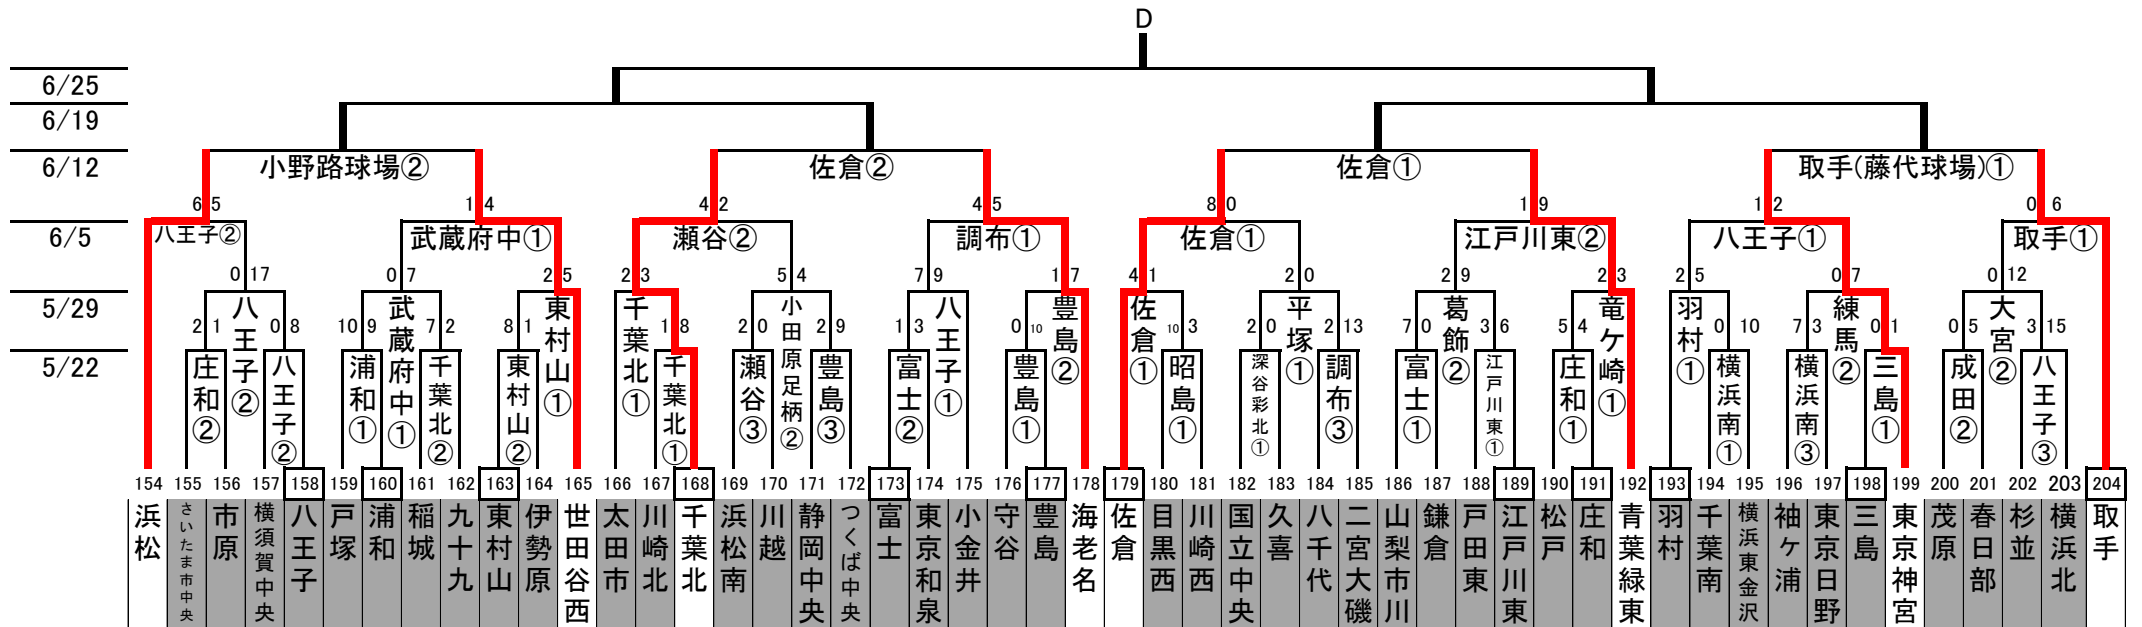 D
6/25
6/19
6/12 小野路球場② 佐倉② 佐倉① 取手(藤代球場)①
6 5 1 4 4 2 4 5 8 0 1 9 1 2 0 6
6/5 八王子② 武蔵府中① 瀬谷② 調布① 佐倉① 江戸川東② 八王子① 取手①
0 17 0 7 2 5 2 3 5 4 7 9 1 7 4 1 2 0 2 9 2 3 2 5 0 7 0 12
5/29 八王子② 武蔵府中① 東村山① 千葉北① 小田原足柄② 八王子① 豊島② 佐倉① 平塚① 葛飾② 竜ケ崎① 羽村① 練馬② 大宮②
2 1 0 8 10 9 7 2 8 1 1 8 2 0 2 9 1 3 0 10 10 3 2 0 2 13 7 0 3 6 5 4 0 10 7 3 0 1 0 5 3 15
5/22 庄和② 八王子② 浦和① 千葉北② 東村山② 千葉北① 瀬谷③ 豊島③ 富士② 豊島① 昭島① 深谷彩北① 調布③ 富士① 江戸川東① 庄和① 横浜南① 横浜南③ 三島① 成田② 八王子③
154 155 156 157 158 159 160 161 162 163 164 165 166 167 168 169 170 171 172 173 174 175 176 177 178 179 180 181 182 183 184 185 186 187 188 189 190 191 192 193 194 195 196 197 198 199 200 201 202 203 204
浜松
さいたま市中央
市原
横須賀中央
八王子
戸塚
浦和
稲城
九十九
東村山
伊勢原
世田谷西
太田市
川崎北
千葉北
浜松南
川越
静岡中央
つくば中央
富士
東京和泉
小金井
守谷
豊島
海老名
佐倉
目黒西
川崎西
国立中央
久喜
八千代
二宮大磯
山梨市川
鎌倉
戸田東
江戸川東
松戸
庄和
青葉緑東
羽村
千葉南
横浜東金沢
袖ケ浦
東京日野
三島
東京神宮
茂原
春日部
杉並
横浜北
取手